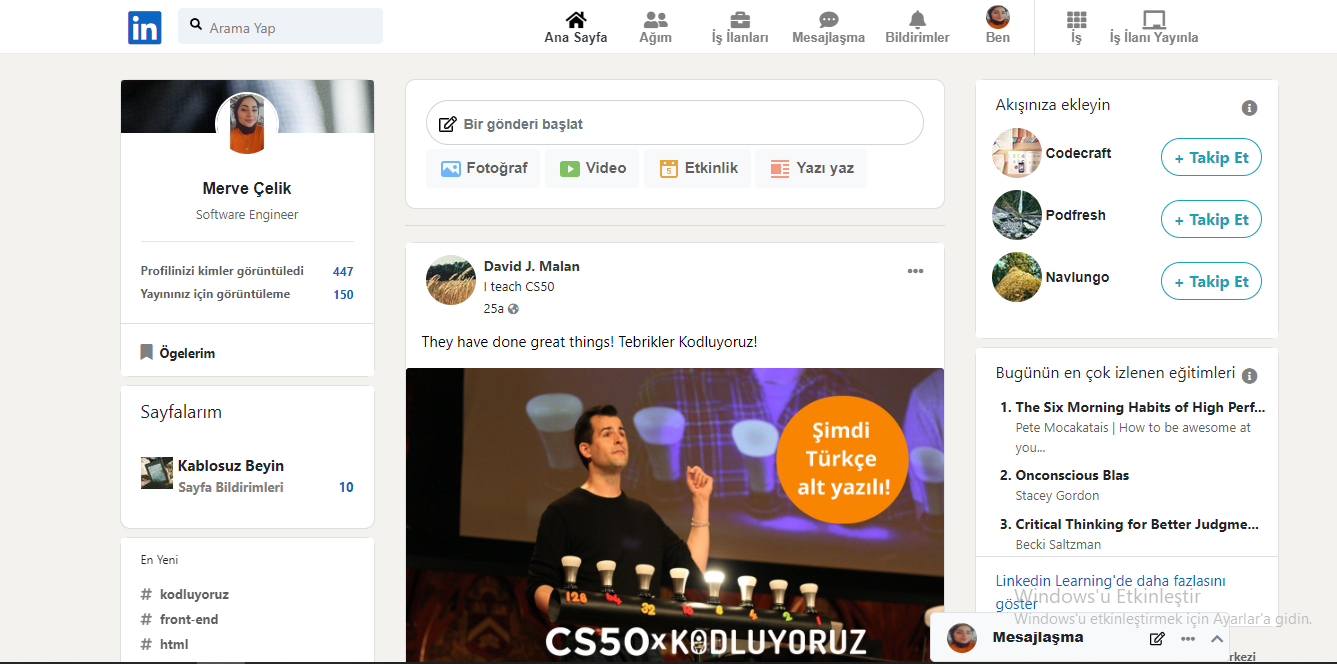 in
Arama Yap
Ana Sayfa
Ağım
İş İlanları
Mesajlaşma
Bildirimler
Ben
İş
İş İlanı Yayınla
Merve Çelik
Software Engineer
Profilinizi kimler görüntüledi 447
Yayınınız için görüntüleme 150
Ögelerim
Sayfalarım
Kablosuz Beyin
Sayfa Bildirimleri 10
En Yeni
# kodluyoruz
# front-end
# html
Bir gönderi başlat
Fotoğraf
Video
5
Etkinlik
Yazı yaz
David J. Malan
I teach CS50
25a
They have done great things! Tebrikler Kodluyoruz!
Şimdi
Türkçe
alt yazılı!
128 64 32 16 8 4 2 1
CS50xKODLUYORUZ
Akışınıza ekleyin
Codecraft
+ Takip Et
Podfresh
+ Takip Et
Navlungo
+ Takip Et
Bugünün en çok izlenen eğitimleri
1. The Six Morning Habits of High Perf...
Pete Mocakatais | How to be awesome at
you...
2. Onconscious Blas
Stacey Gordon
3. Critical Thinking for Better Judgme...
Becki Saltzman
Linkedin Learning'de daha fazlasını
göster
Windows'u Etkinleştir
Windows'u etkinleştirmek için Ayarlar'a gidin.
Mesajlaşma
rkezi